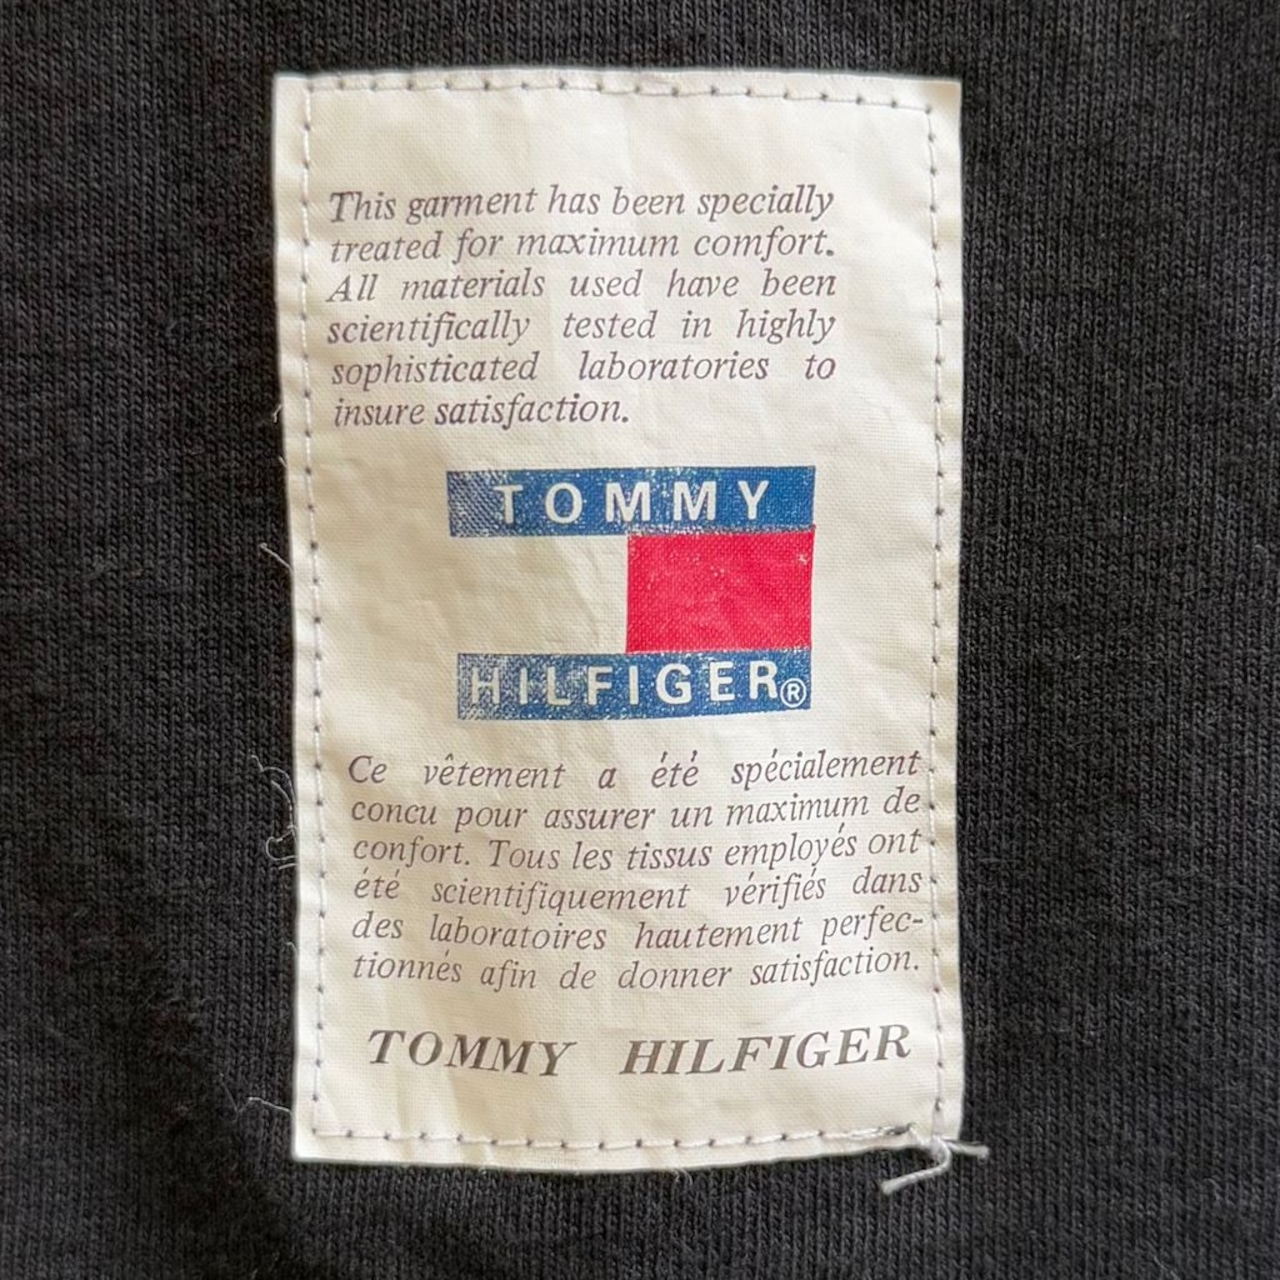 This garment has been specially
treated for maximum comfort.
All materials used have been
scientifically tested in highly
sophisticated laboratories to
insure satisfaction.
TOMMY
HILFIGER®
Ce vêtement a été spécialement
concu pour assurer un maximum de
confort. Tous les tissus employés ont
été scientifiquement vérifiés dans
des laboratoires hautement perfec-
tionnés afin de donner satisfaction.
TOMMY HILFIGER